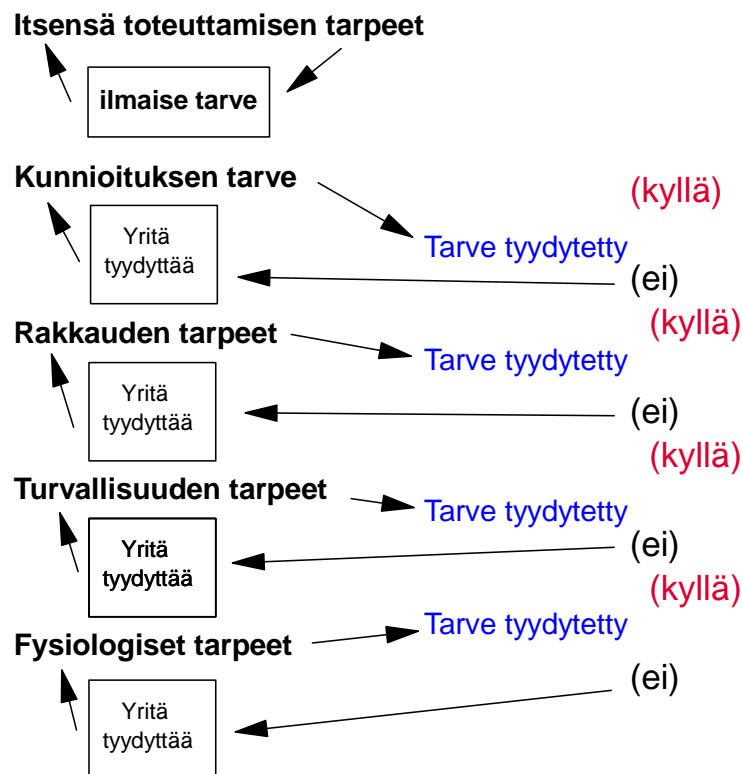 Itsensä toteuttamisen tarpeet
ilmaise tarve
Kunnioituksen tarve
(kyllä)
Yritä
tyydyttää
Tarve tyydytetty
(ei)
Rakkauden tarpeet
(kyllä)
Tarve tyydytetty
Yritä
tyydyttää
(ei)
(kyllä)
Turvallisuuden tarpeet
Tarve tyydytetty
Yritä
tyydyttää
(ei)
(kyllä)
Fysiologiset tarpeet
Tarve tyydytetty
(ei)
Yritä
tyydyttää